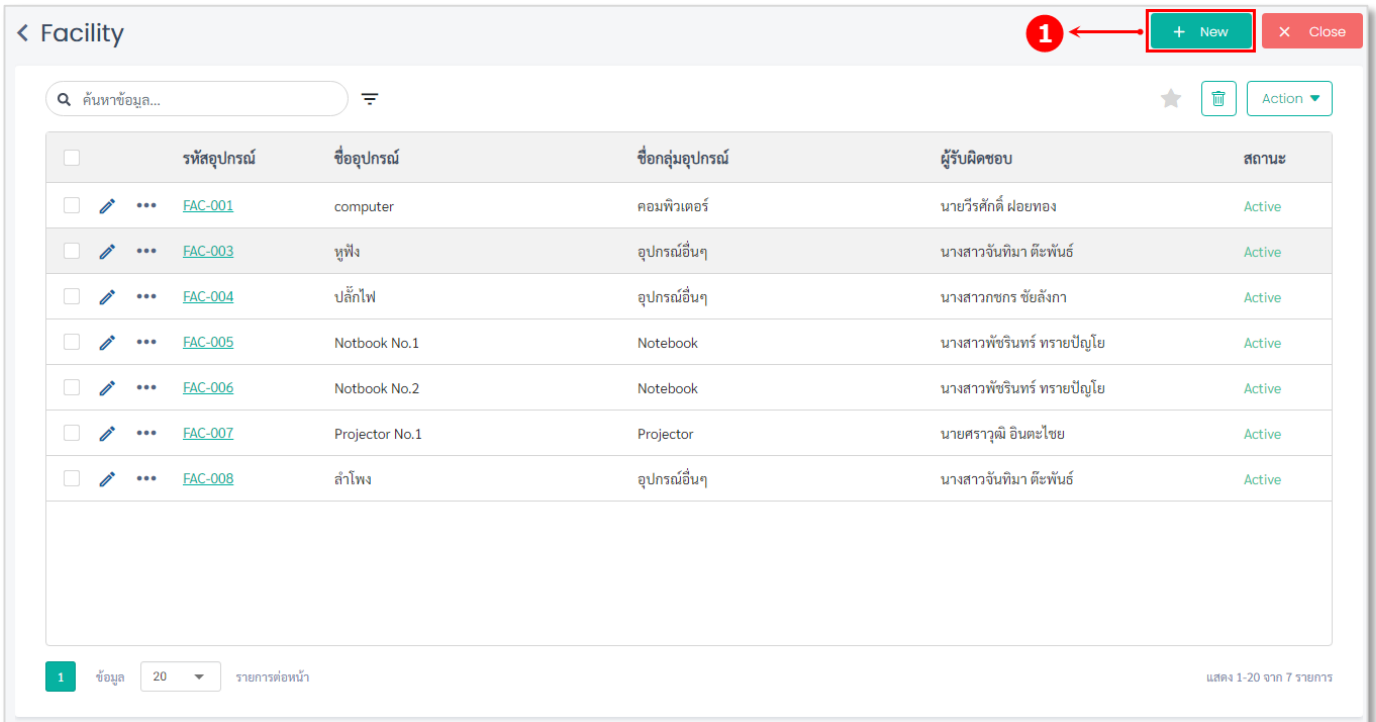 Facility
1
+ New
× Close
ค้นหาข้อมูล...
Action
รหัสอุปกรณ์ ชื่ออุปกรณ์ ชื่อกลุ่มอุปกรณ์ ผู้รับผิดชอบ สถานะ
FAC-001 computer คอมพิวเตอร์ นายวีรศักดิ์ ฝอยทอง Active
FAC-003 หูฟัง อุปกรณ์อื่นๆ นางสาวจันทิมา ต๊ะพันธ์ Active
FAC-004 ปลั๊กไฟ อุปกรณ์อื่นๆ นางสาวกชกร ชัยลังกา Active
FAC-005 Notbook No.1 Notebook นางสาวพัชรินทร์ ทรายปัญโย Active
FAC-006 Notbook No.2 Notebook นางสาวพัชรินทร์ ทรายปัญโย Active
FAC-007 Projector No.1 Projector นายศราวุฒิ อินตะไชย Active
FAC-008 ลำโพง อุปกรณ์อื่นๆ นางสาวจันทิมา ต๊ะพันธ์ Active
1 ข้อมูล 20 รายการต่อหน้า แสดง 1-20 จาก 7 รายการ